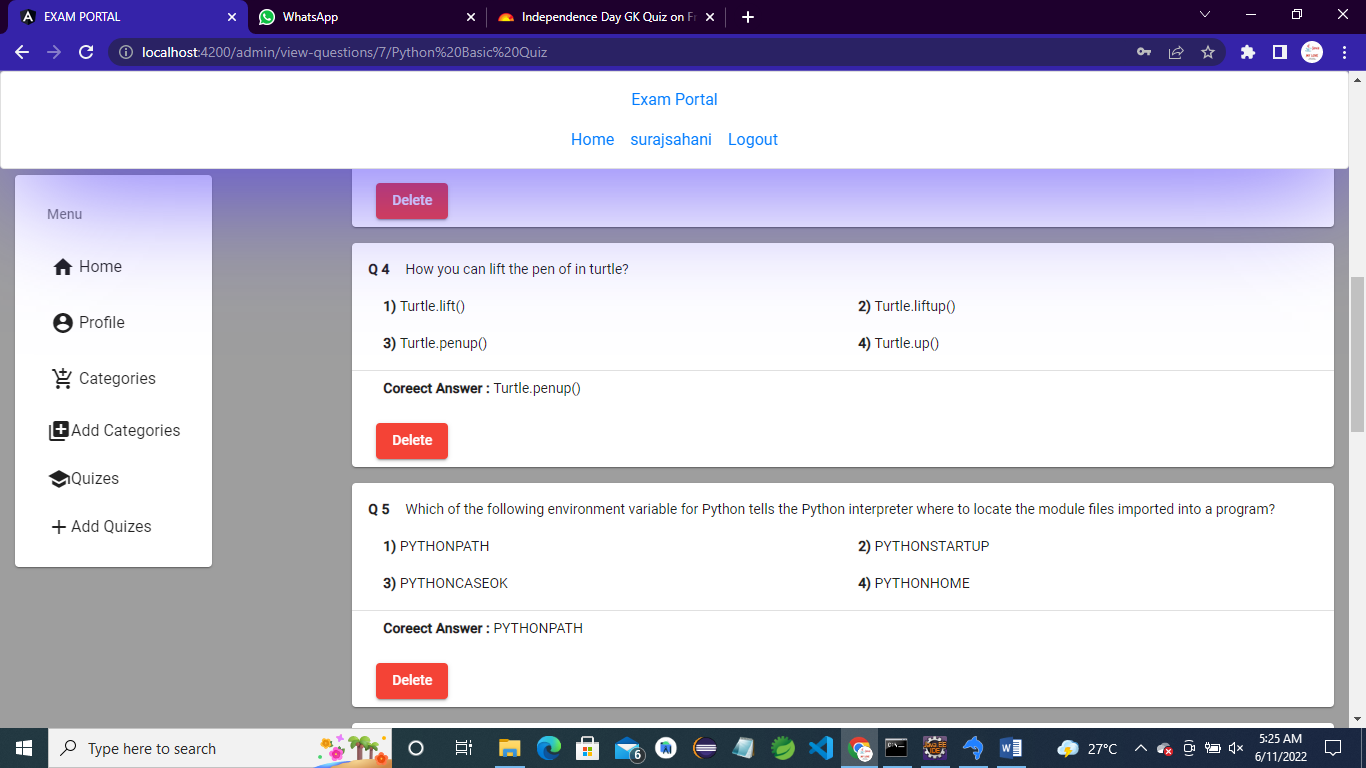 EXAM PORTAL
WhatsApp
Independence Day GK Quiz on Fr
localhost:4200/admin/view-questions/7/Python%20Basic%20Quiz
Exam Portal
Home surajsahani Logout
Menu
Home
Profile
Categories
Add Categories
Quizes
Add Quizes
Delete
Q 4 How you can lift the pen of in turtle?
1) Turtle.lift() 2) Turtle.liftup()
3) Turtle.penup() 4) Turtle.up()
Coreect Answer : Turtle.penup()
Delete
Q 5 Which of the following environment variable for Python tells the Python interpreter where to locate the module files imported into a program?
1) PYTHONPATH 2) PYTHONSTARTUP
3) PYTHONCASEOK 4) PYTHONHOME
Coreect Answer : PYTHONPATH
Delete
Type here to search
6
27°C
5:25 AM
6/11/2022